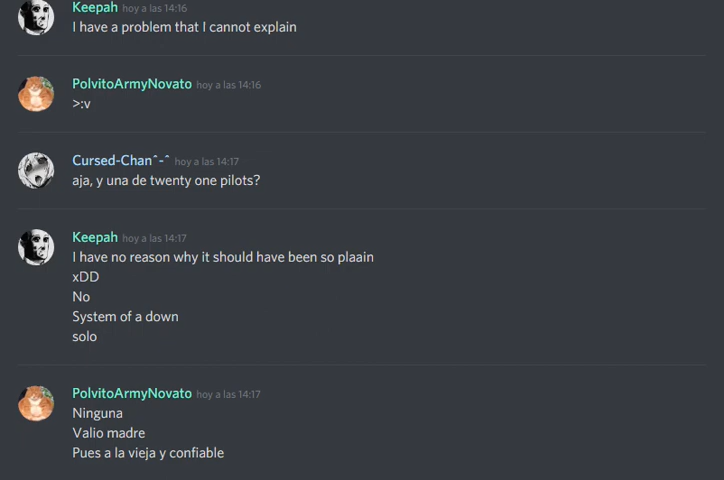 Keepah hoy a las 14:16
I have a problem that I cannot explain
PolvitoArmyNovato hoy a las 14:16
>:v
Cursed-Chan^-^ hoy a las 14:17
aja, y una de twenty one pilots?
Keepah hoy a las 14:17
I have no reason why it should have been so plaain
xDD
No
System of a down
solo
PolvitoArmyNovato hoy a las 14:17
Ninguna
Valio madre
Pues a la vieja y confiable